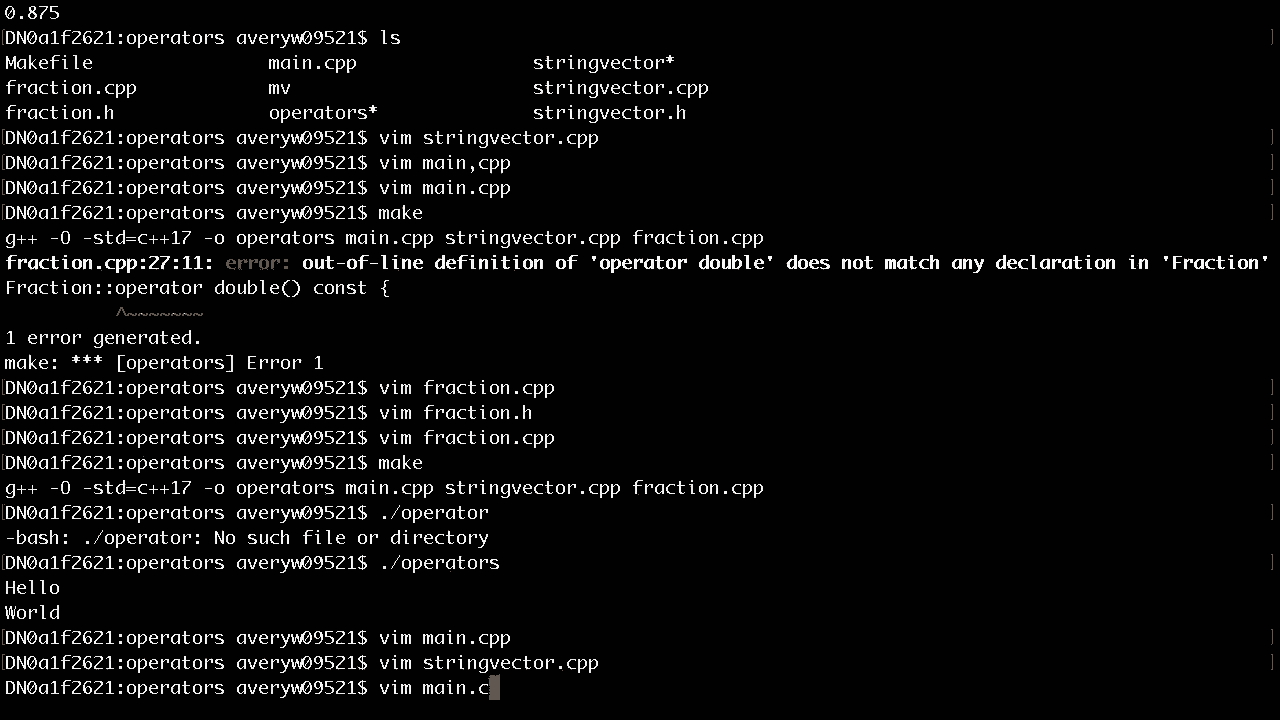 0.875
DN0a1f2621:operators averyw09521$ ls
Makefile main.cpp stringvector*
fraction.cpp mv stringvector.cpp
fraction.h operators* stringvector.h
DN0a1f2621:operators averyw09521$ vim stringvector.cpp
DN0a1f2621:operators averyw09521$ vim main,cpp
DN0a1f2621:operators averyw09521$ vim main.cpp
DN0a1f2621:operators averyw09521$ make
g++ -O -std=c++17 -o operators main.cpp stringvector.cpp fraction.cpp
fraction.cpp:27:11: error: out-of-line definition of 'operator double' does not match any declaration in 'Fraction'
Fraction::operator double() const {
^~~~~~~~
1 error generated.
make: *** [operators] Error 1
DN0a1f2621:operators averyw09521$ vim fraction.cpp
DN0a1f2621:operators averyw09521$ vim fraction.h
DN0a1f2621:operators averyw09521$ vim fraction.cpp
DN0a1f2621:operators averyw09521$ make
g++ -O -std=c++17 -o operators main.cpp stringvector.cpp fraction.cpp
DN0a1f2621:operators averyw09521$ ./operator
-bash: ./operator: No such file or directory
DN0a1f2621:operators averyw09521$ ./operators
Hello
World
DN0a1f2621:operators averyw09521$ vim main.cpp
DN0a1f2621:operators averyw09521$ vim stringvector.cpp
DN0a1f2621:operators averyw09521$ vim main.c